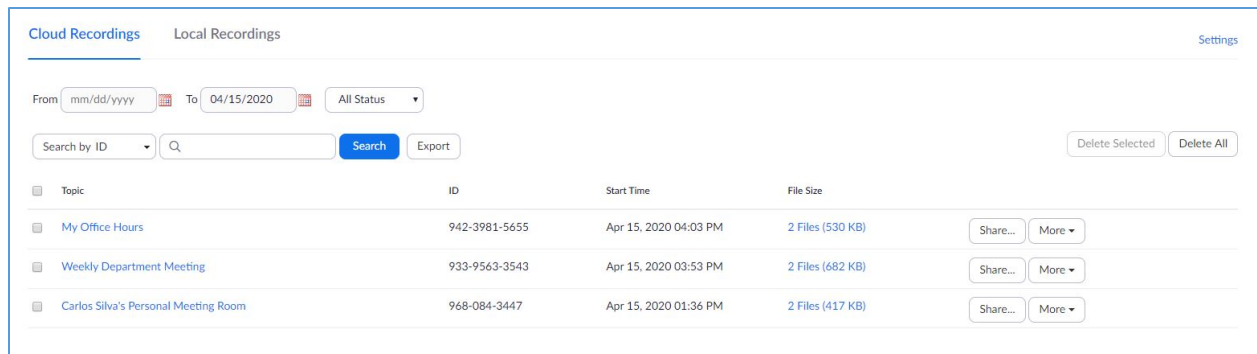 Cloud Recordings Local Recordings
Settings
From mm/dd/yyyy To 04/15/2020 All Status
Search by ID Search Export Delete Selected Delete All
Topic ID Start Time File Size
My Office Hours 942-3981-5655 Apr 15, 2020 04:03 PM 2 Files (530 KB) Share... More
Weekly Department Meeting 933-9563-3543 Apr 15, 2020 03:53 PM 2 Files (682 KB) Share... More
Carlos Silva's Personal Meeting Room 968-084-3447 Apr 15, 2020 01:36 PM 2 Files (417 KB) Share... More